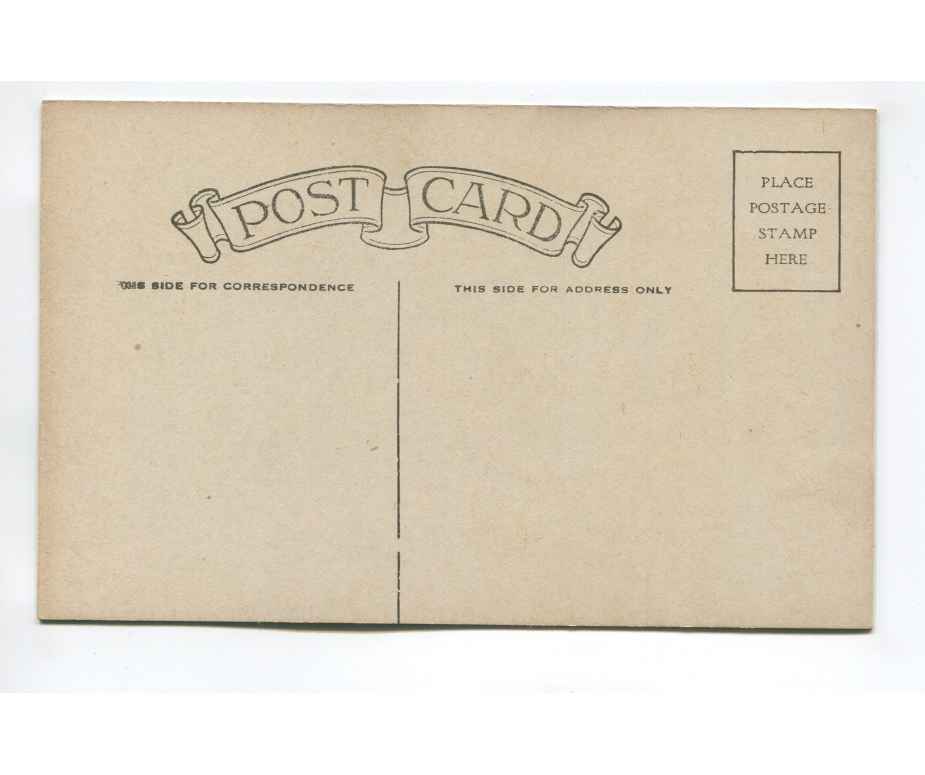 POST CARD
PLACE
POSTAGE
STAMP
HERE
SIDE FOR CORRESPONDENCE
THIS SIDE FOR ADDRESS ONLY